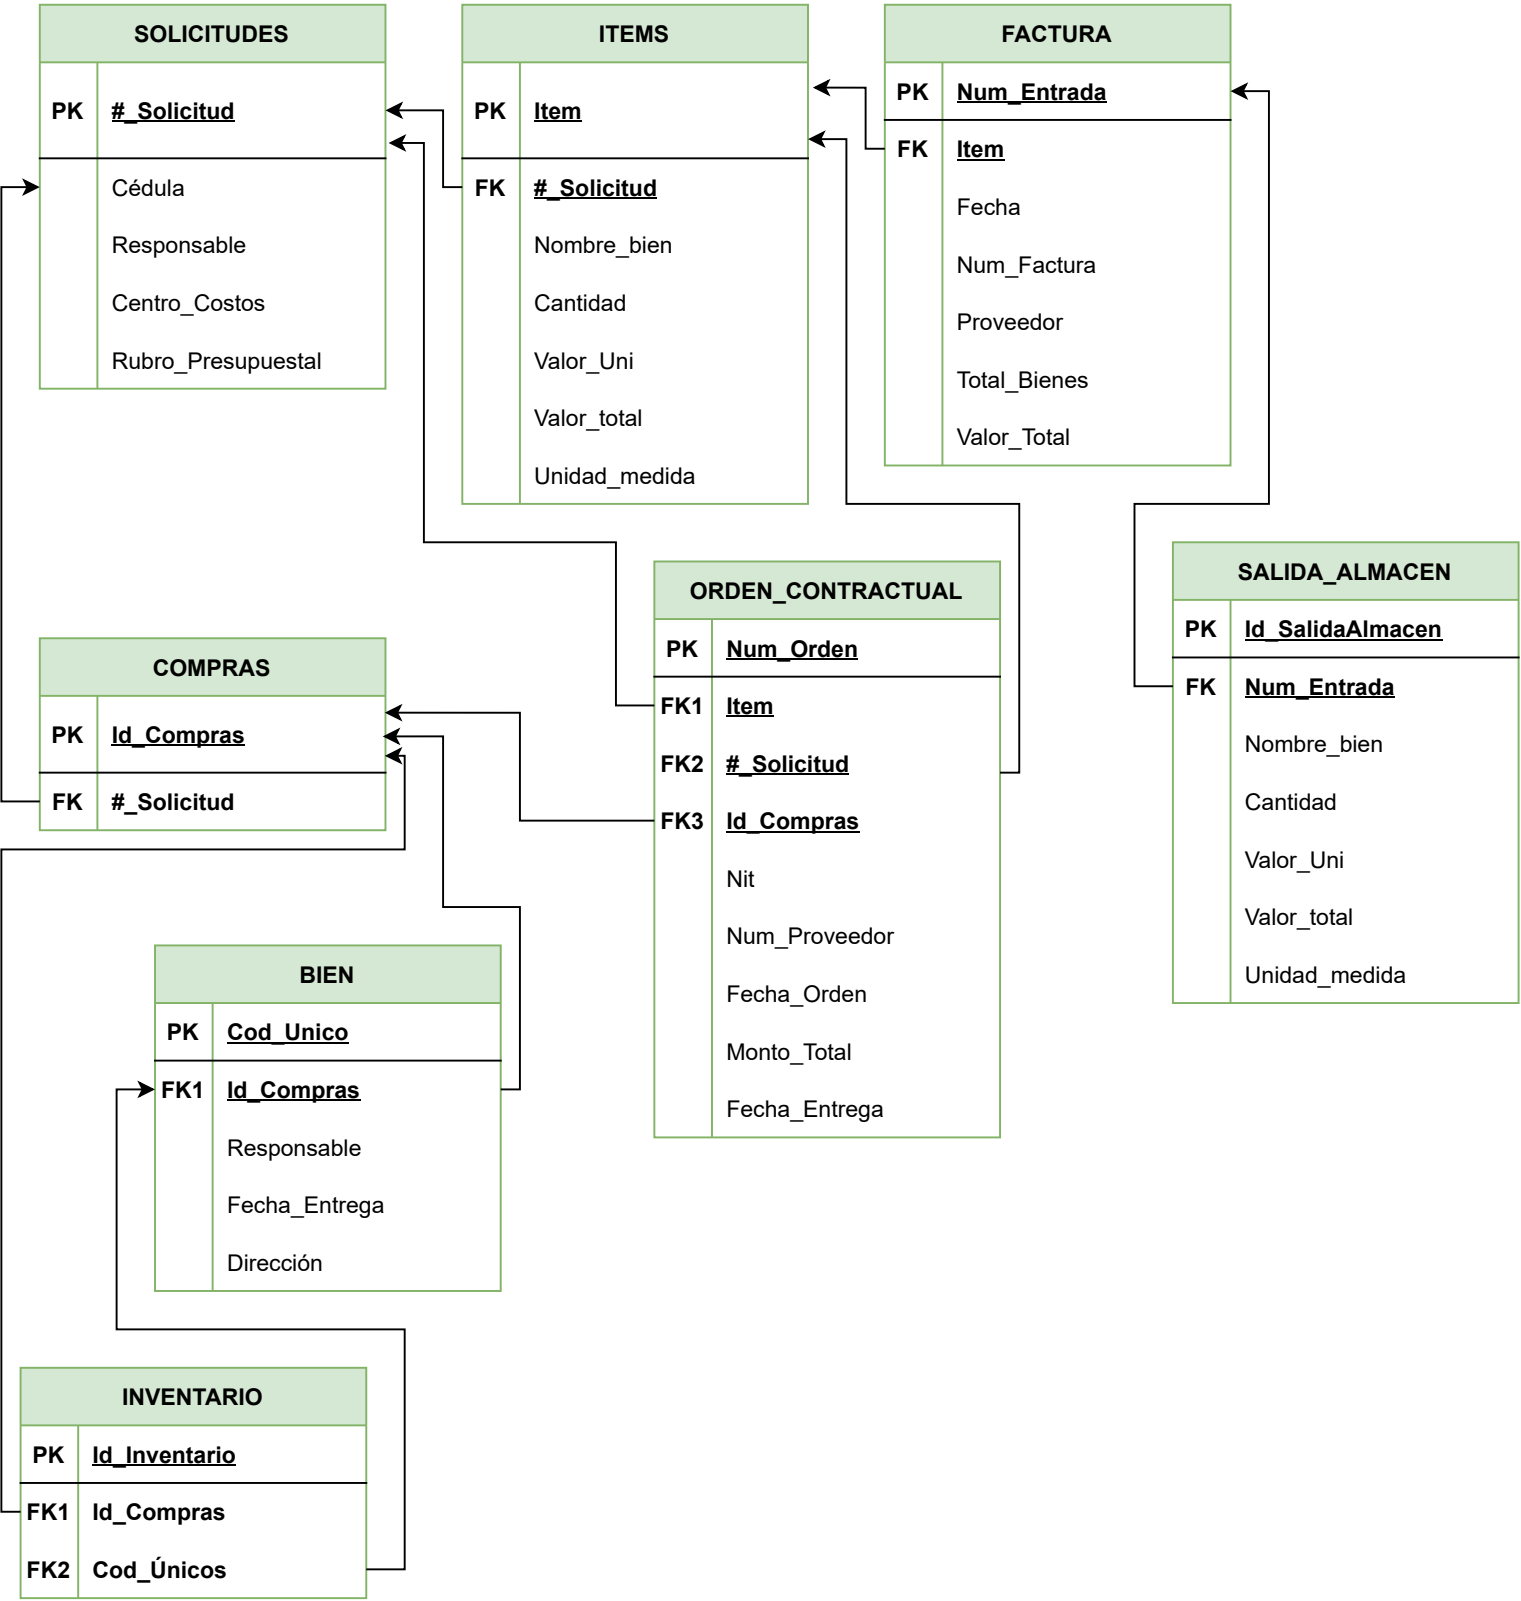 SOLICITUDES
PK #_Solicitud
Cédula
Responsable
Centro_Costos
Rubro_Presupuestal
ITEMS
PK Item
FK #_Solicitud
Nombre_bien
Cantidad
Valor_Uni
Valor_total
Unidad_medida
FACTURA
PK Num_Entrada
FK Item
Fecha
Num_Factura
Proveedor
Total_Bienes
Valor_Total
COMPRAS
PK Id_Compras
FK #_Solicitud
ORDEN_CONTRACTUAL
PK Num_Orden
FK1 Item
FK2 #_Solicitud
FK3 Id_Compras
Nit
Num_Proveedor
Fecha_Orden
Monto_Total
Fecha_Entrega
SALIDA_ALMACEN
PK Id_SalidaAlmacen
FK Num_Entrada
Nombre_bien
Cantidad
Valor_Uni
Valor_total
Unidad_medida
BIEN
PK Cod_Unico
FK1 Id_Compras
Responsable
Fecha_Entrega
Dirección
INVENTARIO
PK Id_Inventario
FK1 Id_Compras
FK2 Cod_Únicos